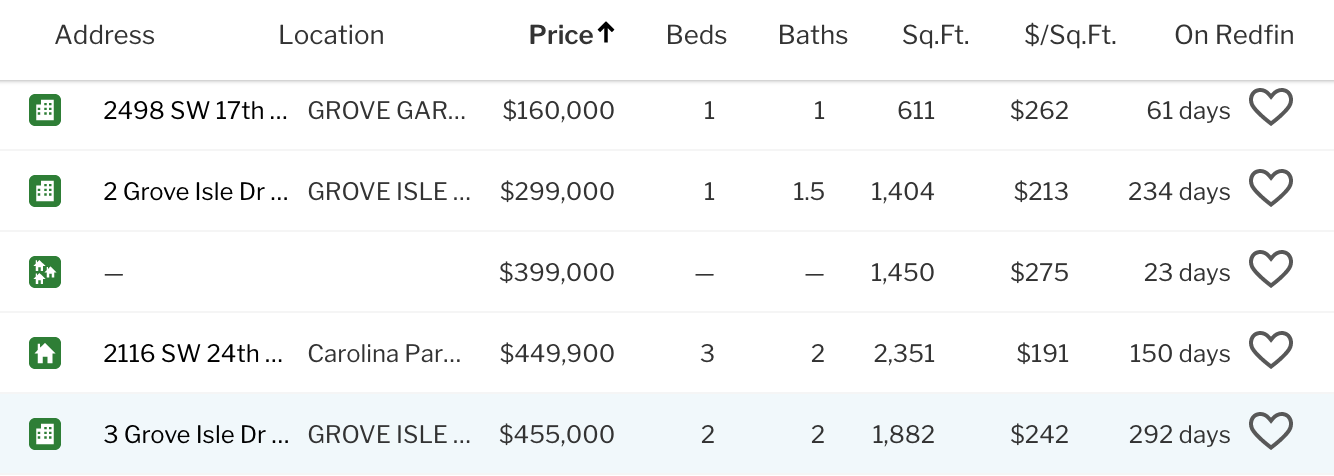 Address Location Price↑ Beds Baths Sq.Ft. $/Sq.Ft. On Redfin
2498 SW 17th ... GROVE GAR... $160,000 1 1 611 $262 61 days
2 Grove Isle Dr ... GROVE ISLE ... $299,000 1 1.5 1,404 $213 234 days
— $399,000 — — 1,450 $275 23 days
2116 SW 24th ... Carolina Par... $449,900 3 2 2,351 $191 150 days
3 Grove Isle Dr ... GROVE ISLE ... $455,000 2 2 1,882 $242 292 days